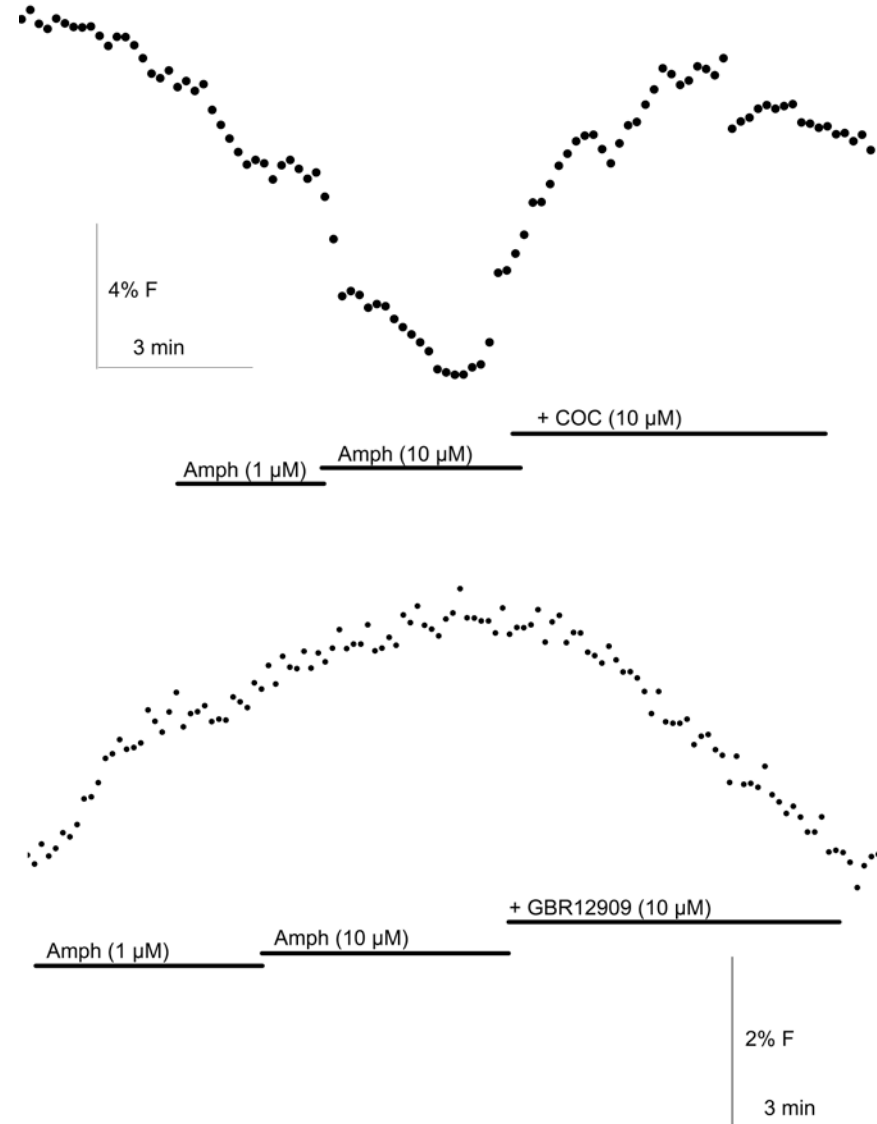 4% F
3 min
+ COC (10 µM)
Amph (10 µM)
Amph (1 µM)
+ GBR12909 (10 µM)
Amph (10 µM)
Amph (1 µM)
2% F
3 min